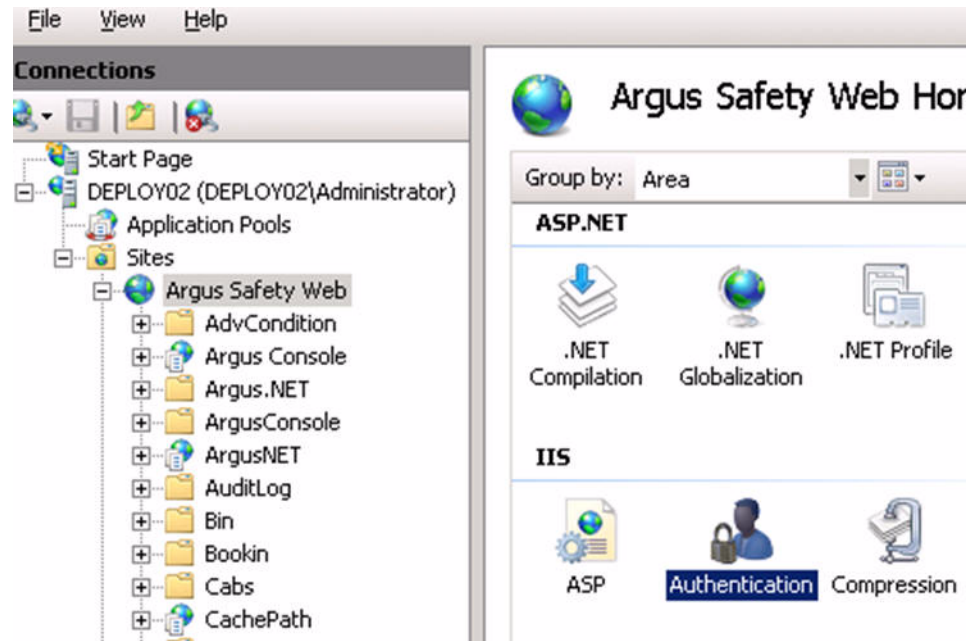 File View Help
Connections
Start Page
DEPLOY02 (DEPLOY02\Administrator)
Application Pools
Sites
Argus Safety Web
AdvCondition
Argus Console
Argus.NET
ArgusConsole
ArgusNET
AuditLog
Bin
Bookin
Cabs
CachePath
Argus Safety Web
Group by: Area
ASP.NET
.NET Compilation
.NET Globalization
.NET Profile
IIS
ASP
Authentication
Compression